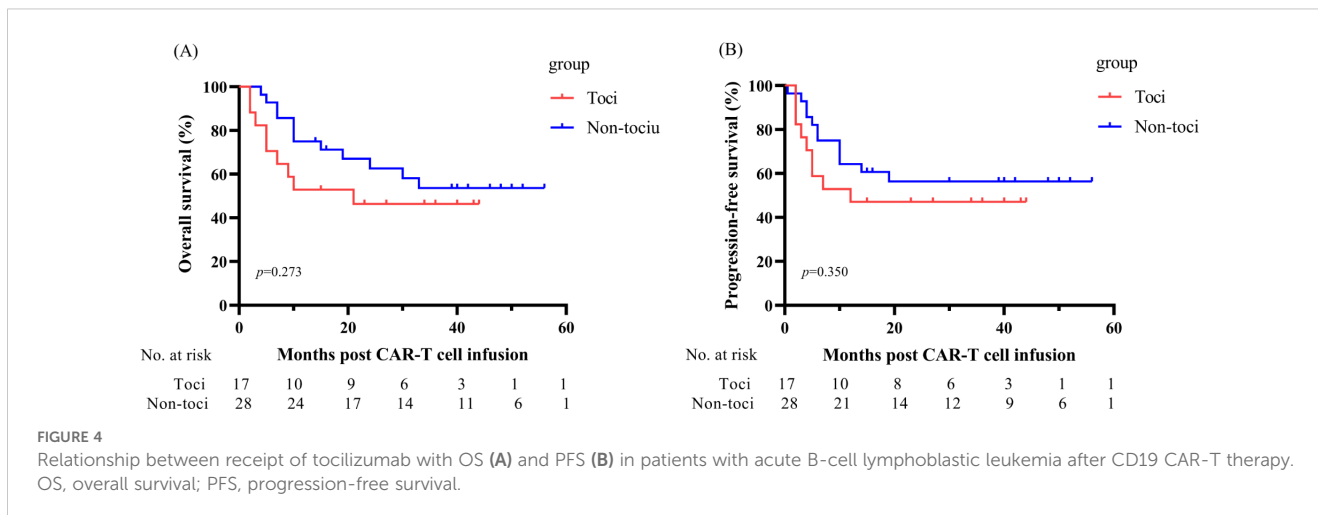 (A)
group
Toci
Non-tociu
Overall survival (%)
100
80
60
40
20
0
p=0.273
0 20 40 60
No. at risk Months post CAR-T cell infusion
Toci 17 10 9 6 3 1 1
Non-toci 28 24 17 14 11 6 1
(B)
group
Toci
Non-toci
Progression-free survival (%)
100
80
60
40
20
0
p=0.350
0 20 40 60
No. at risk Months post CAR-T cell infusion
Toci 17 10 8 6 3 1 1
Non-toci 28 21 14 12 9 6 1
FIGURE 4
Relationship between receipt of tocilizumab with OS (A) and PFS (B) in patients with acute B-cell lymphoblastic leukemia after CD19 CAR-T therapy.
OS, overall survival; PFS, progression-free survival.